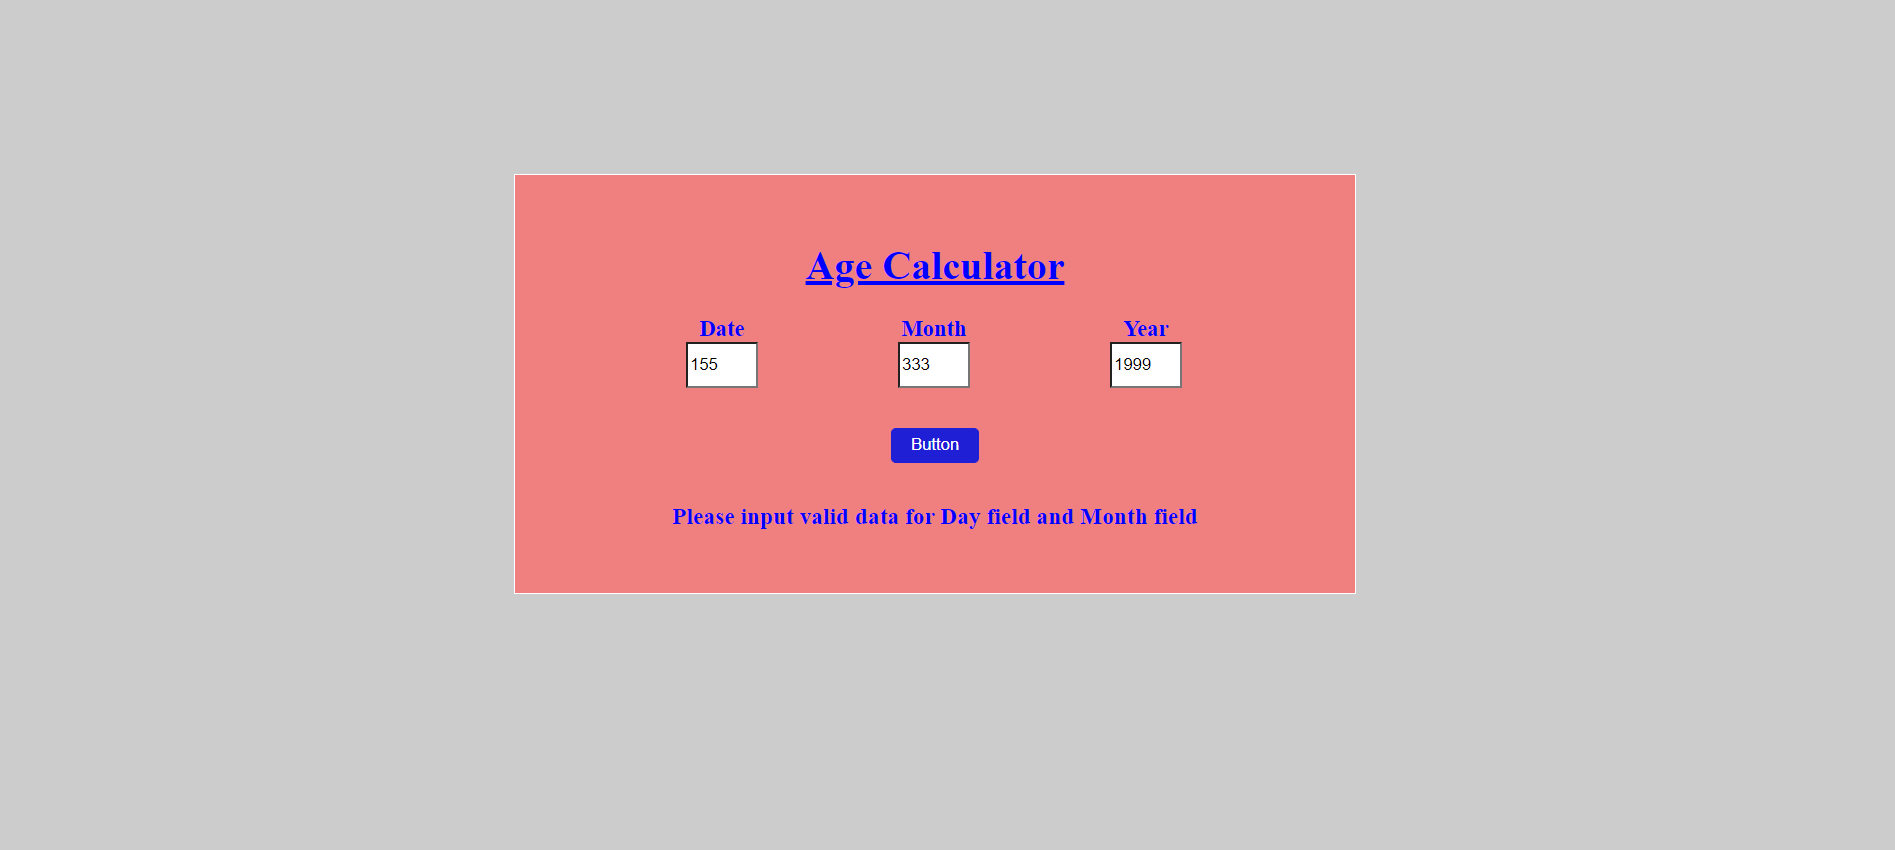 Age Calculator
Date Month Year
155 333 1999
Button
Please input valid data for Day field and Month field